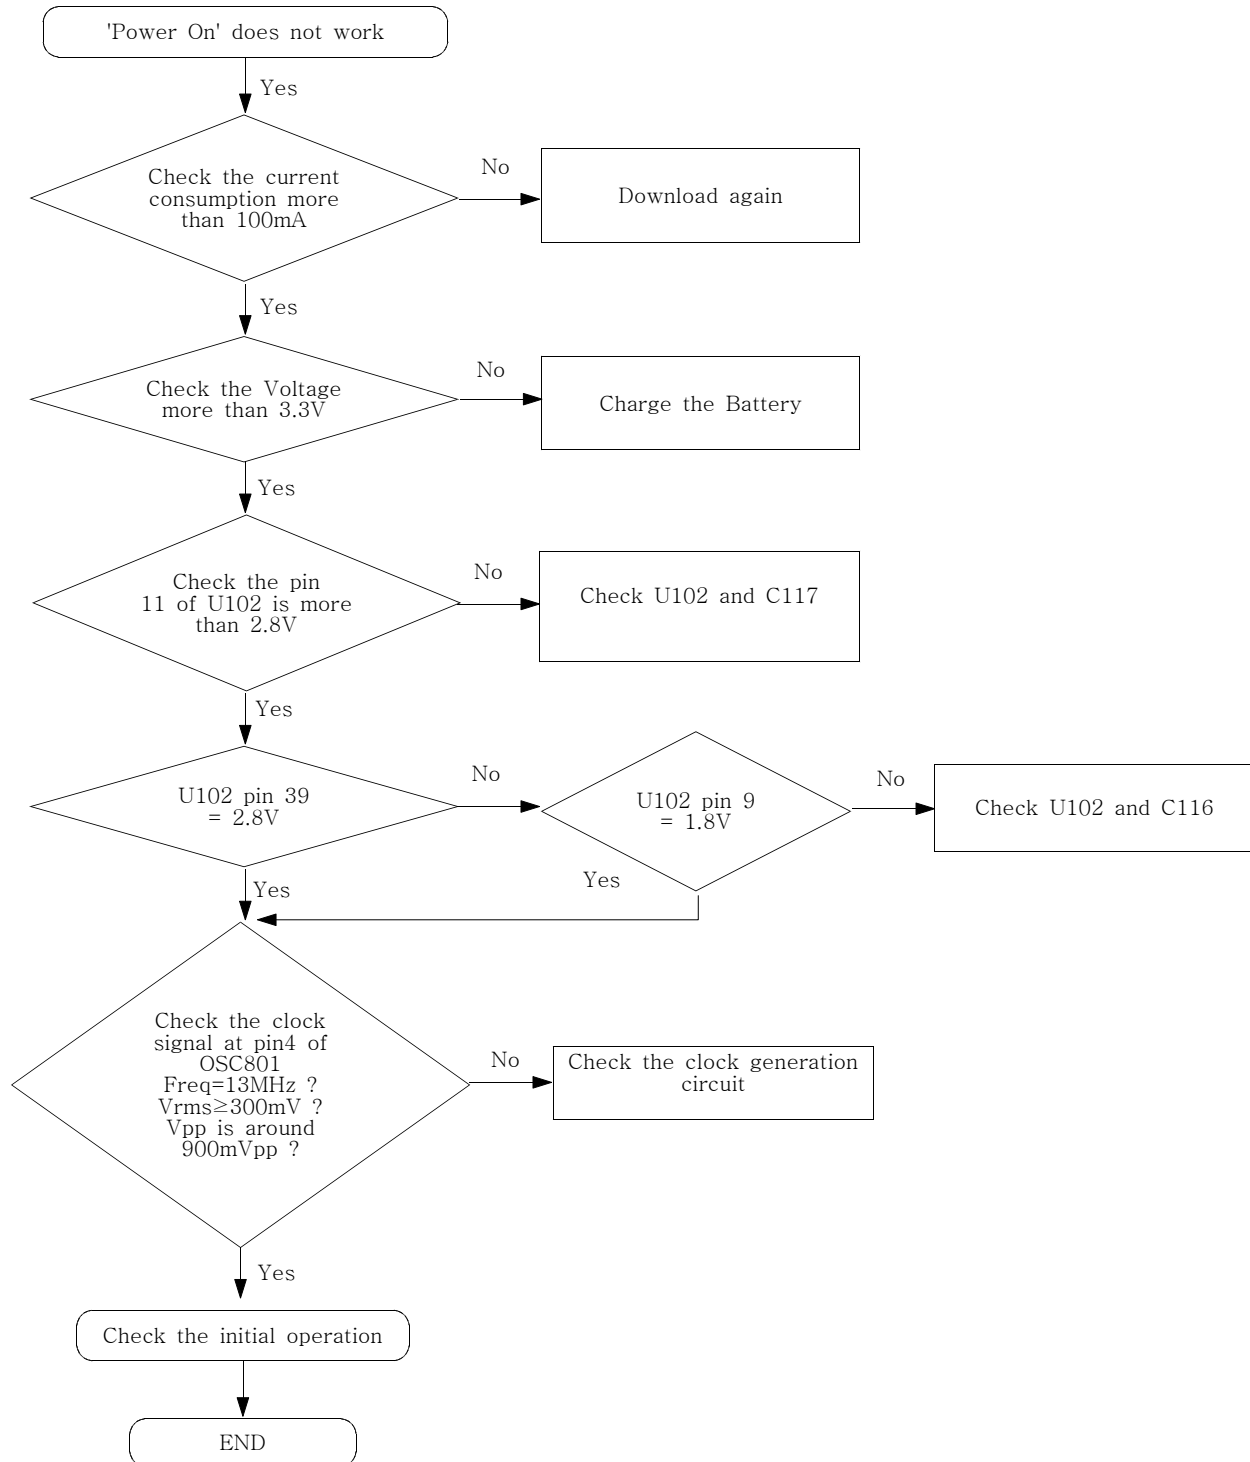 'Power On' does not work
Yes
Check the current
consumption more
than 100mA
No
Download again
Yes
Check the Voltage
more than 3.3V
No
Charge the Battery
Yes
Check the pin
11 of U102 is more
than 2.8V
No
Check U102 and C117
Yes
U102 pin 39
= 2.8V
No
U102 pin 9
= 1.8V
No
Check U102 and C116
Yes
Yes
Check the clock
signal at pin4 of
OSC801
Freq=13MHz ?
Vrms≥300mV ?
Vpp is around
900mVpp ?
No
Check the clock generation
circuit
Yes
Check the initial operation
END